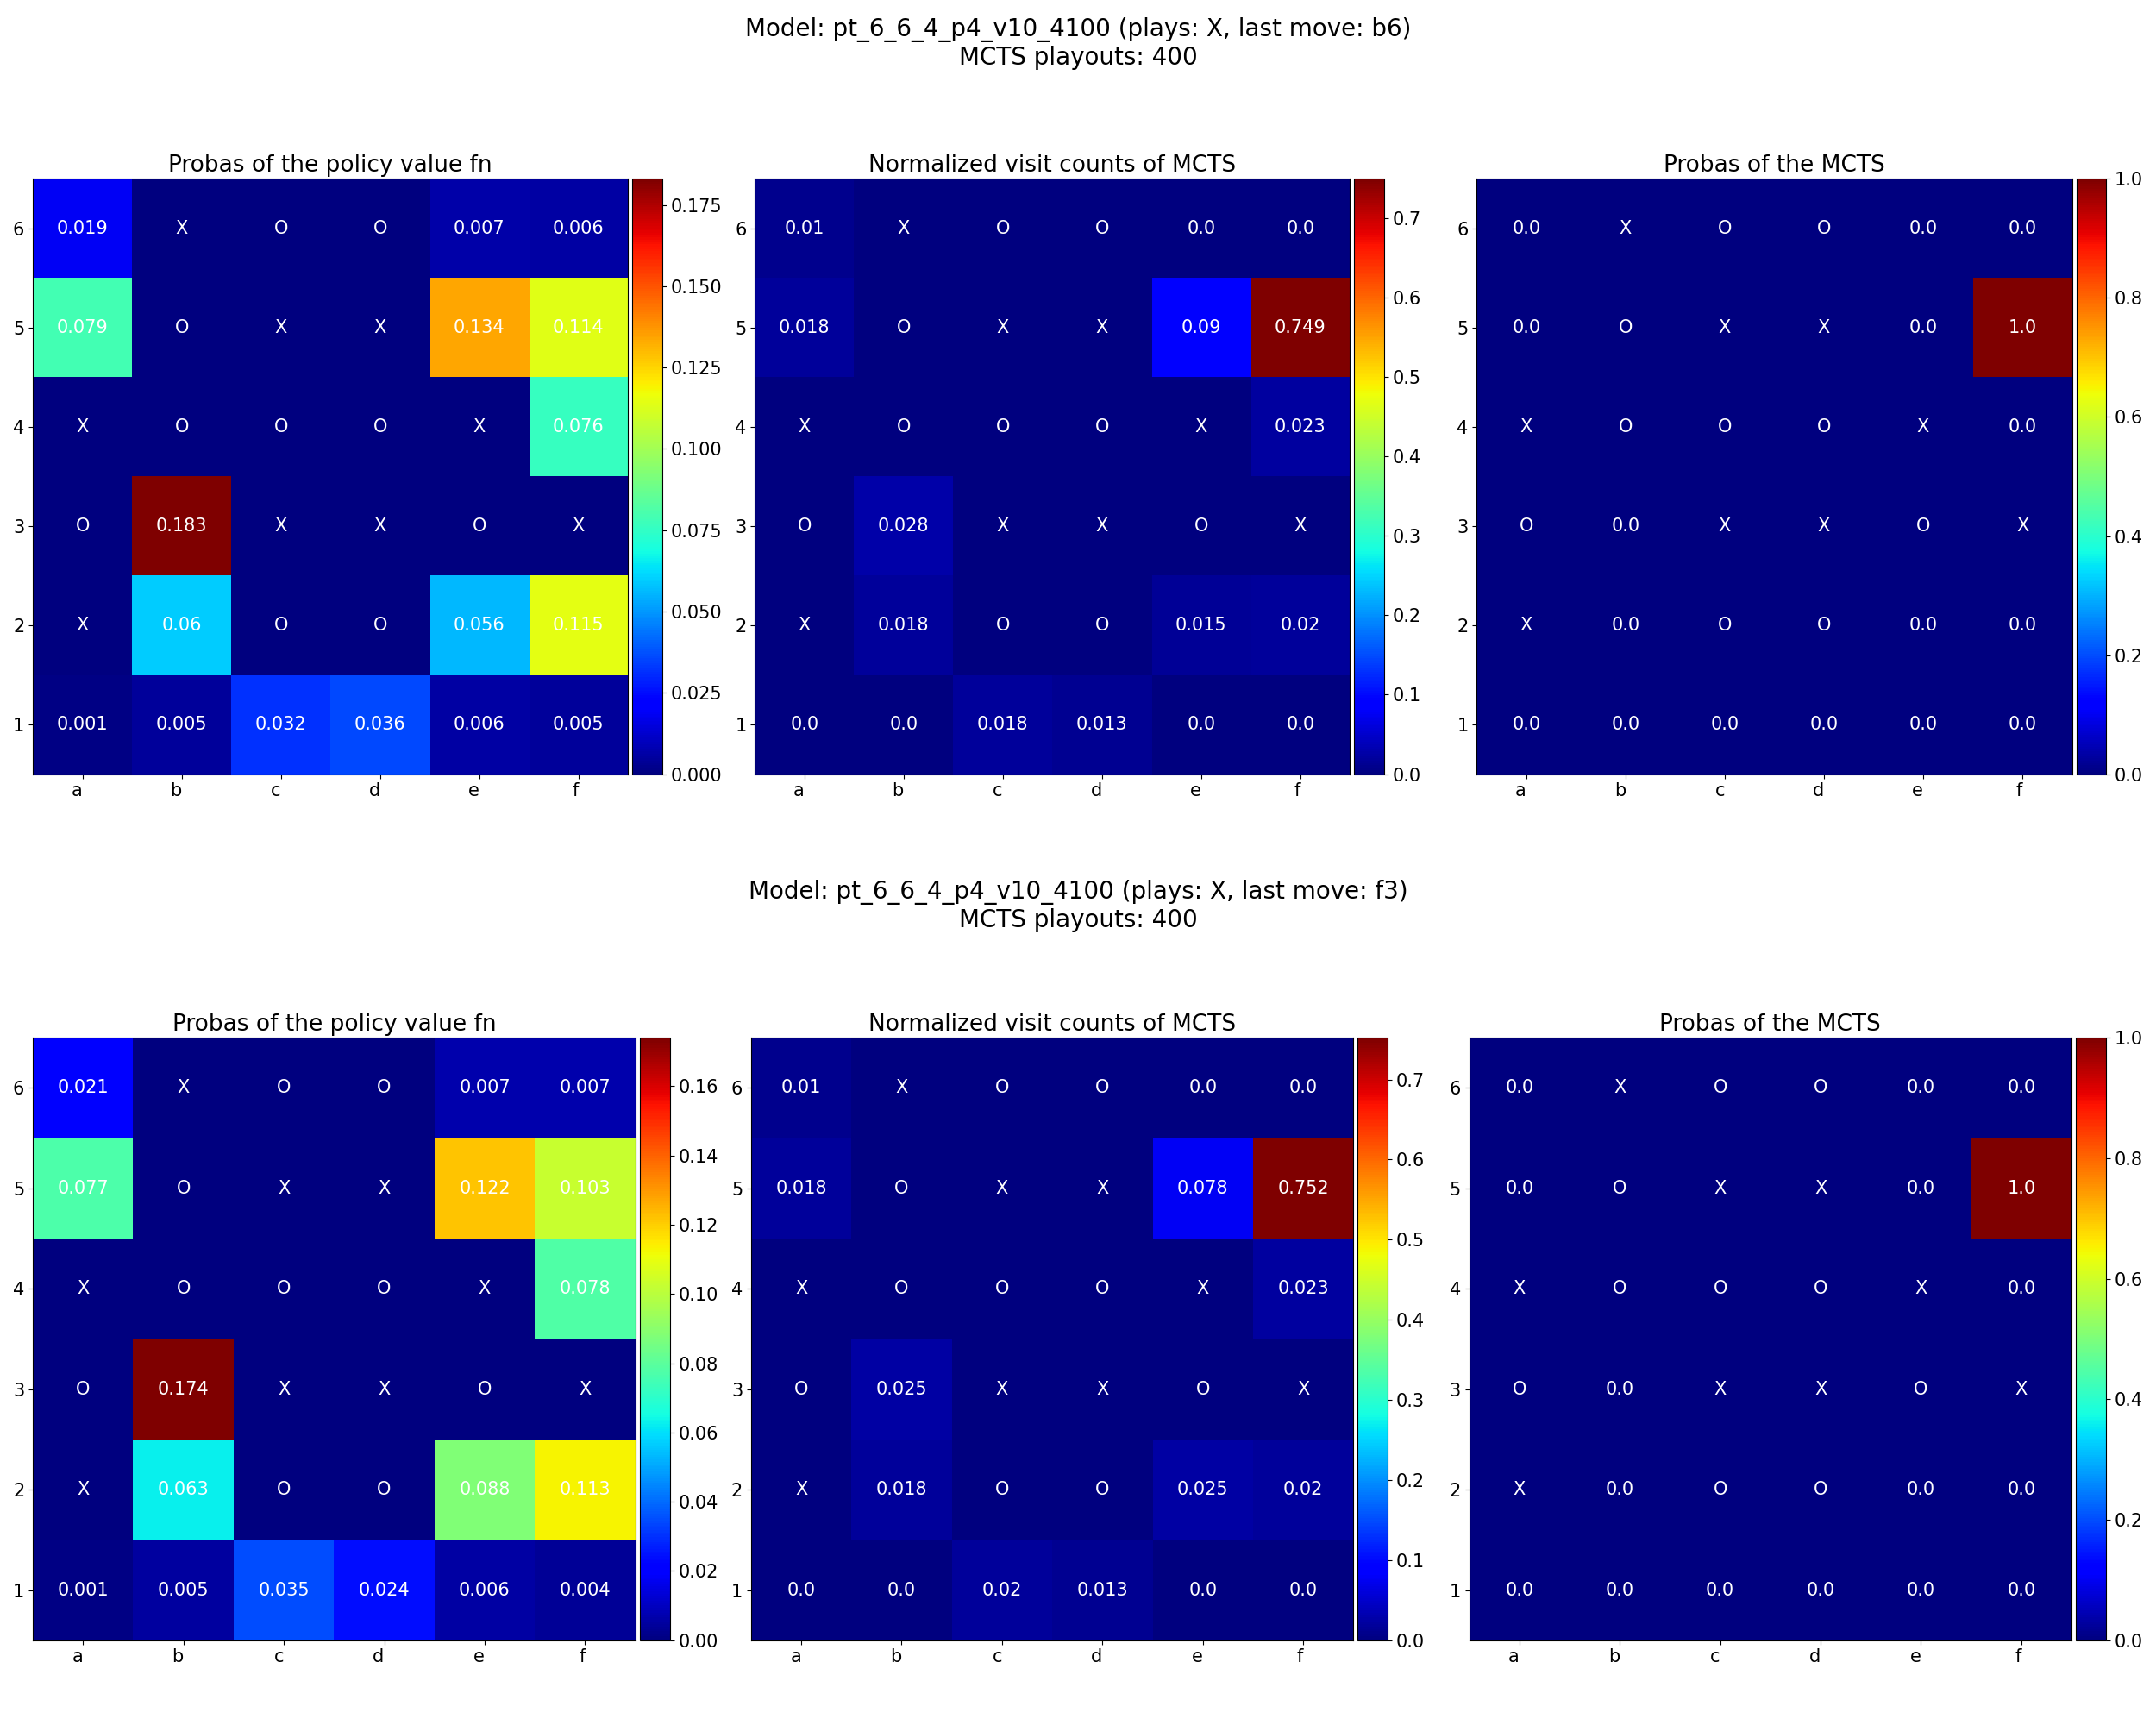 Model: pt_6_6_4_p4_v10_4100 (plays: X, last move: b6)
MCTS playouts: 400
Probas of the policy value fn
6 0.019 X O O 0.007 0.006
5 0.079 O X X 0.134 0.114
4 X O O O X 0.076
3 O 0.183 X X O X
2 X 0.06 O O 0.056 0.115
1 0.001 0.005 0.032 0.036 0.006 0.005
a b c d e f
0.175
0.150
0.125
0.100
0.075
0.050
0.025
0.000
Normalized visit counts of MCTS
6 0.01 X O O 0.0 0.0
5 0.018 O X X 0.09 0.749
4 X O O O X 0.023
3 O 0.028 X X O X
2 X 0.018 O O 0.015 0.02
1 0.0 0.0 0.018 0.013 0.0 0.0
a b c d e f
0.7
0.6
0.5
0.4
0.3
0.2
0.1
0.0
Probas of the MCTS
6 0.0 X O O 0.0 0.0
5 0.0 O X X 0.0 1.0
4 X O O O X 0.0
3 O 0.0 X X O X
2 X 0.0 O O 0.0 0.0
1 0.0 0.0 0.0 0.0 0.0 0.0
a b c d e f
1.0
0.8
0.6
0.4
0.2
0.0
Model: pt_6_6_4_p4_v10_4100 (plays: X, last move: f3)
MCTS playouts: 400
Probas of the policy value fn
6 0.021 X O O 0.007 0.007
5 0.077 O X X 0.122 0.103
4 X O O O X 0.078
3 O 0.174 X X O X
2 X 0.063 O O 0.088 0.113
1 0.001 0.005 0.035 0.024 0.006 0.004
a b c d e f
0.16
0.14
0.12
0.10
0.08
0.06
0.04
0.02
0.00
Normalized visit counts of MCTS
6 0.01 X O O 0.0 0.0
5 0.018 O X X 0.078 0.752
4 X O O O X 0.023
3 O 0.025 X X O X
2 X 0.018 O O 0.025 0.02
1 0.0 0.0 0.02 0.013 0.0 0.0
a b c d e f
0.7
0.6
0.5
0.4
0.3
0.2
0.1
0.0
Probas of the MCTS
6 0.0 X O O 0.0 0.0
5 0.0 O X X 0.0 1.0
4 X O O O X 0.0
3 O 0.0 X X O X
2 X 0.0 O O 0.0 0.0
1 0.0 0.0 0.0 0.0 0.0 0.0
a b c d e f
1.0
0.8
0.6
0.4
0.2
0.0